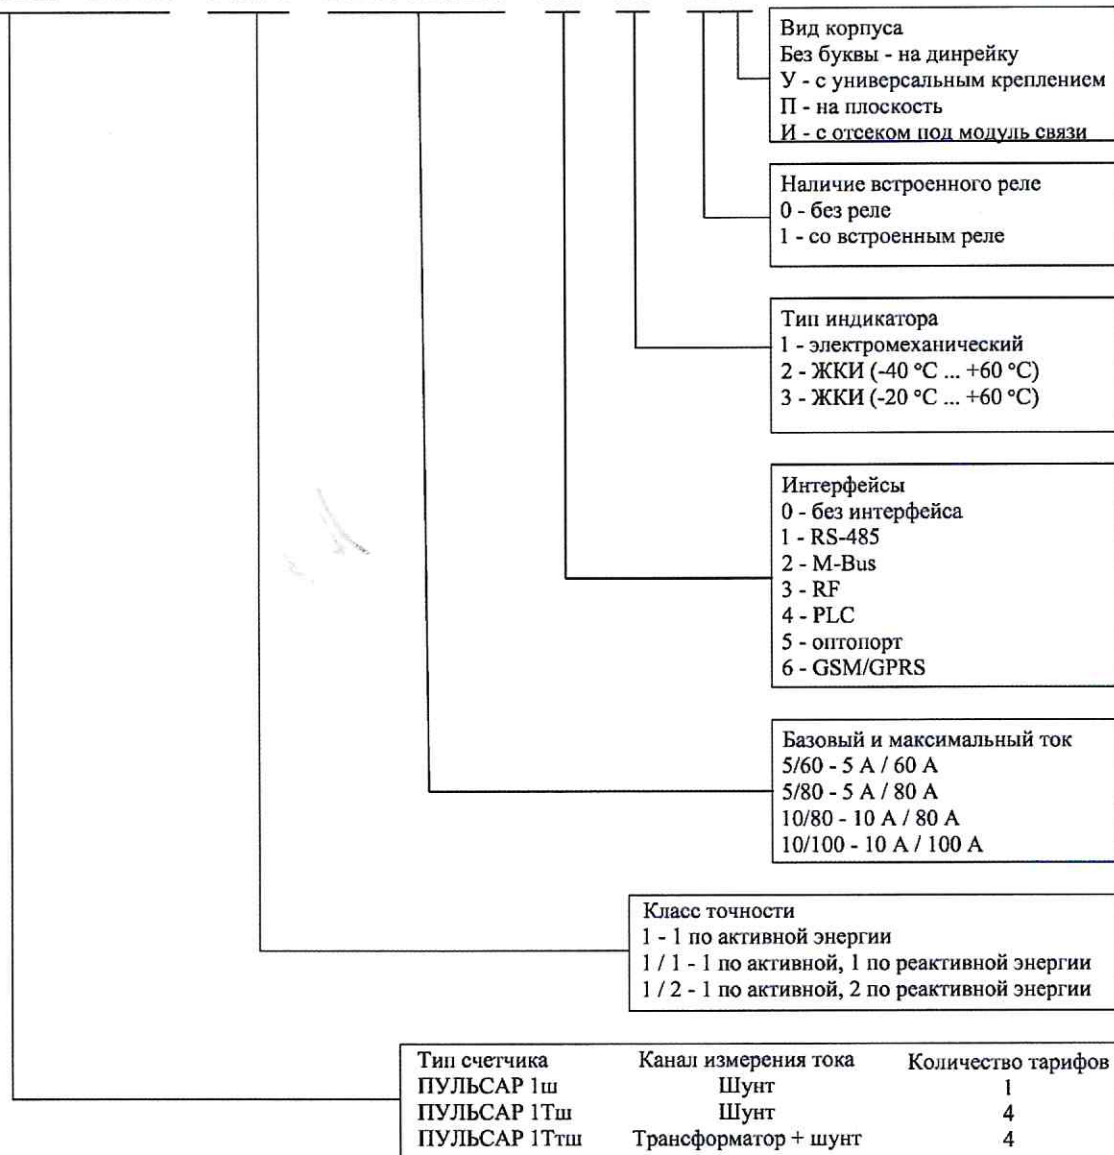 Вид корпуса
Без буквы - на динрейку
У - с универсальным креплением
П - на плоскость
И - с отсеком под модуль связи
Наличие встроенного реле
0 - без реле
1 - со встроенным реле
Тип индикатора
1 - электромеханический
2 - ЖКИ (-40 °С ... +60 °С)
3 - ЖКИ (-20 °С ... +60 °С)
Интерфейсы
0 - без интерфейса
1 - RS-485
2 - M-Bus
3 - RF
4 - PLC
5 - оптопорт
6 - GSM/GPRS
Базовый и максимальный ток
5/60 - 5 А / 60 А
5/80 - 5 А / 80 А
10/80 - 10 А / 80 А
10/100 - 10 А / 100 А
Класс точности
1 - 1 по активной энергии
1 / 1 - 1 по активной, 1 по реактивной энергии
1 / 2 - 1 по активной, 2 по реактивной энергии
Тип счетчика Канал измерения тока Количество тарифов
ПУЛЬСАР 1ш Шунт 1
ПУЛЬСАР 1Тш Шунт 4
ПУЛЬСАР 1Ттш Трансформатор + шунт 4